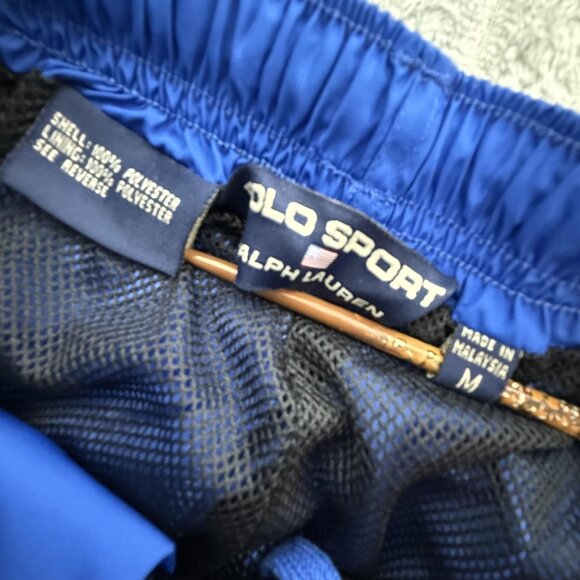 SHELL: 100% POLYESTER
LINING: 100% POLYESTER
SEE REVERSE
OLO SPORT
ALPH LAUREN
MADE IN
MALAYSIA
M